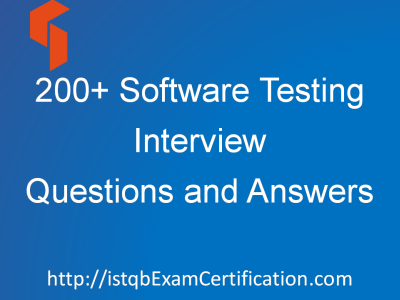 200+ Software Testing
Interview
Questions and Answers
http://istqbExamCertification.com